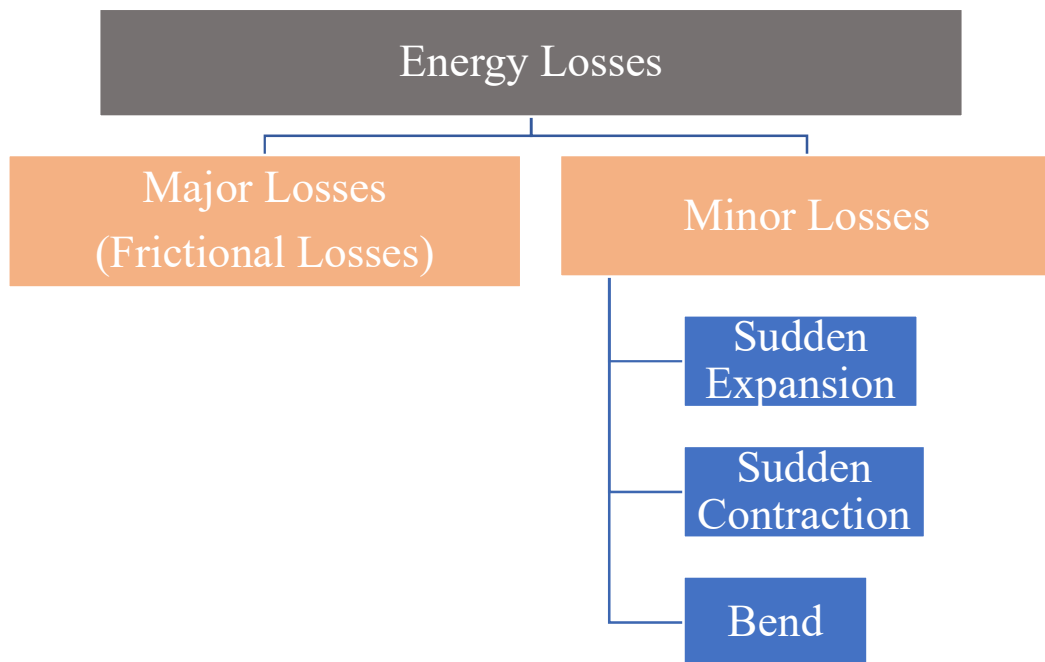 Energy Losses
Major Losses
(Frictional Losses)
Minor Losses
Sudden
Expansion
Sudden
Contraction
Bend